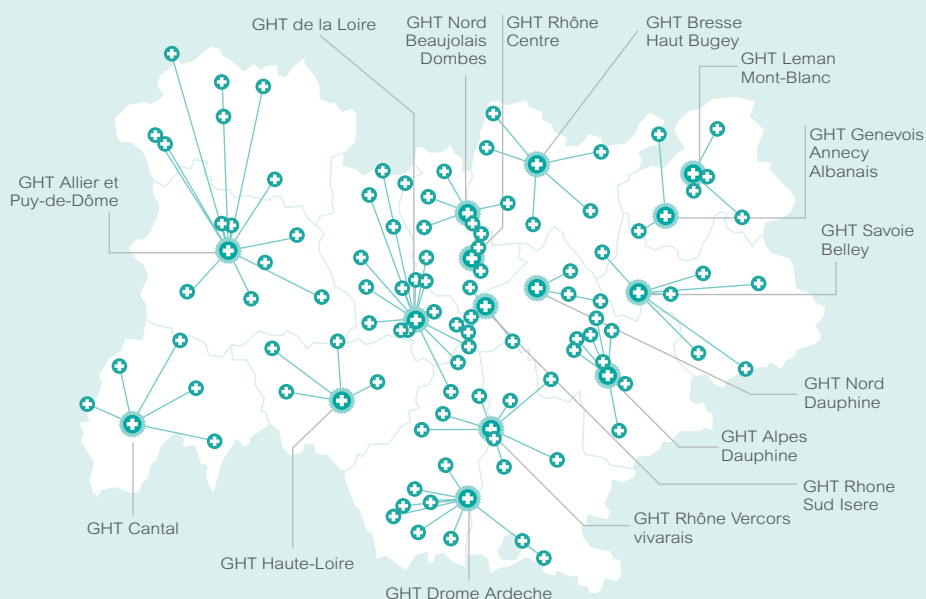 GHT de la Loire
GHT Nord
Beaujolais
Dombes
GHT Rhône
Centre
GHT Bresse
Haut Bugey
GHT Leman
Mont-Blanc
GHT Genevois
Annecy
Albanais
GHT Allier et
Puy-de-Dôme
GHT Savoie
Belley
GHT Nord
Dauphine
GHT Alpes
Dauphine
GHT Rhone
Sud Isere
GHT Rhône Vercors
vivarais
GHT Cantal
GHT Haute-Loire
GHT Drome Ardeche